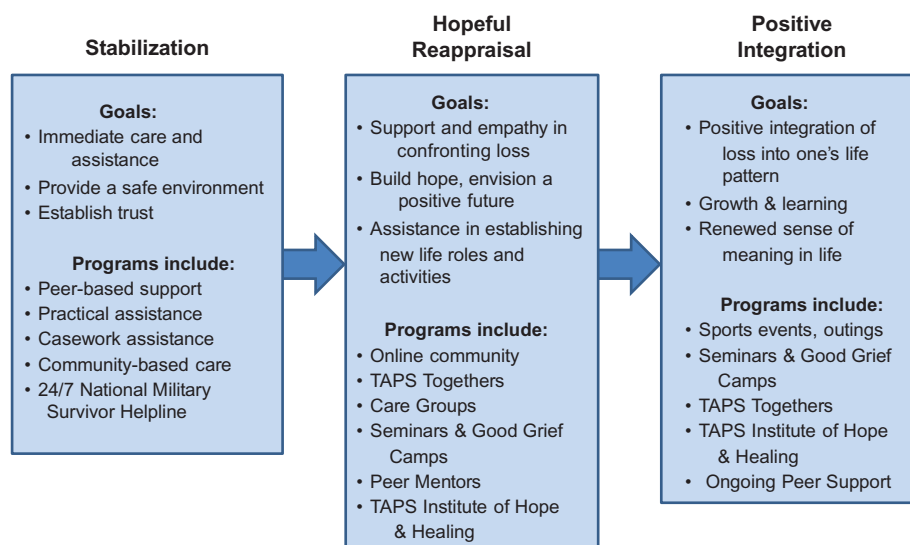 Stabilization
Goals:
• Immediate care and
assistance
• Provide a safe environment
• Establish trust
Programs include:
• Peer-based support
• Practical assistance
• Casework assistance
• Community-based care
• 24/7 National Military
Survivor Helpline
Hopeful
Reappraisal
Goals:
• Support and empathy in
confronting loss
• Build hope, envision a
positive future
• Assistance in establishing
new life roles and
activities
Programs include:
• Online community
• TAPS Togethers
• Care Groups
• Seminars & Good Grief
Camps
• Peer Mentors
• TAPS Institute of Hope
& Healing
Positive
Integration
Goals:
• Positive integration of
loss into one's life
pattern
• Growth & learning
• Renewed sense of
meaning in life
Programs include:
• Sports events, outings
• Seminars & Good Grief
Camps
• TAPS Togethers
• TAPS Institute of Hope
& Healing
• Ongoing Peer Support